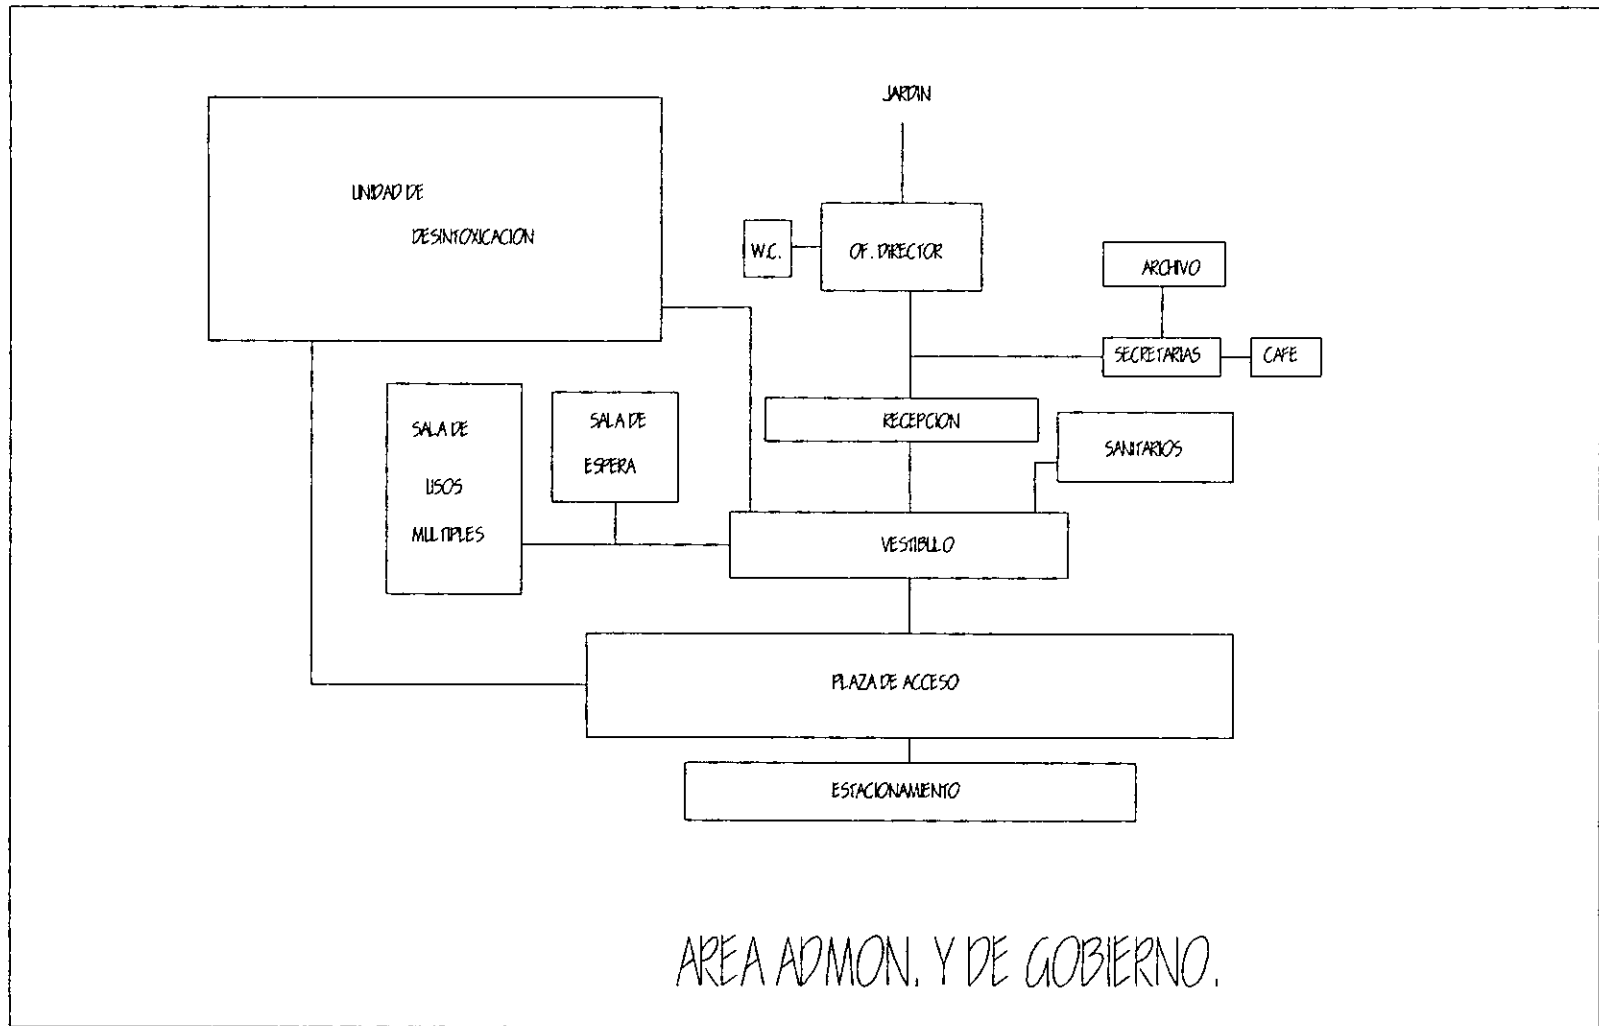 JARDIN
UNIDAD DE
DESINTOXICACION
W.C.
OF. DIRECTOR
ARCHIVO
SECRETARIAS
CAFE
SALA DE
USOS
MULTIPLES
SALA DE
ESPERA
RECEPCION
SANITARIOS
VESTIBULO
PLAZA DE ACCESO
ESTACIONAMIENTO
AREA ADMON. Y DE GOBIERNO.